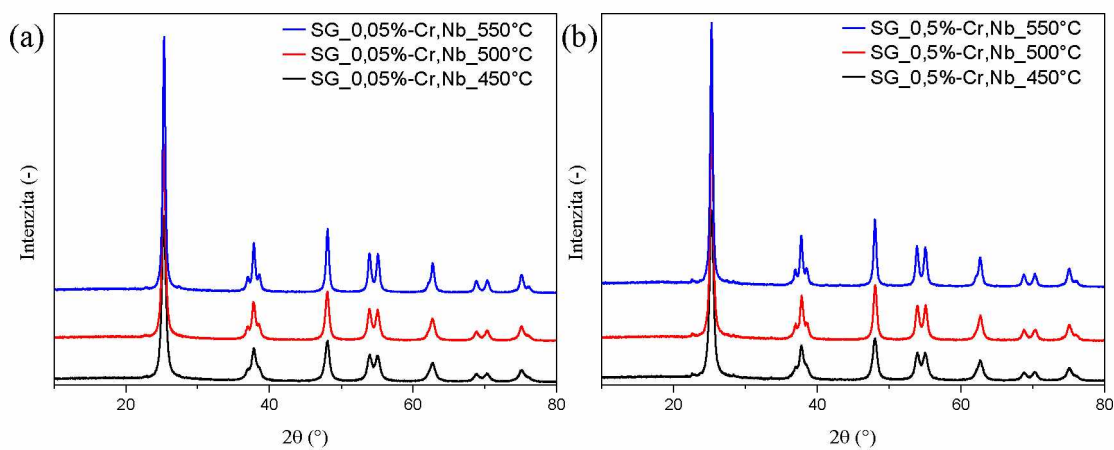 (a)
SG_0,05%-Cr,Nb_550°C
SG_0,05%-Cr,Nb_500°C
SG_0,05%-Cr,Nb_450°C
Intenzita (-)
20
40
60
80
2θ (°)
(b)
SG_0,5%-Cr,Nb_550°C
SG_0,5%-Cr,Nb_500°C
SG_0,5%-Cr,Nb_450°C
Intenzita (-)
20
40
60
80
2θ (°)